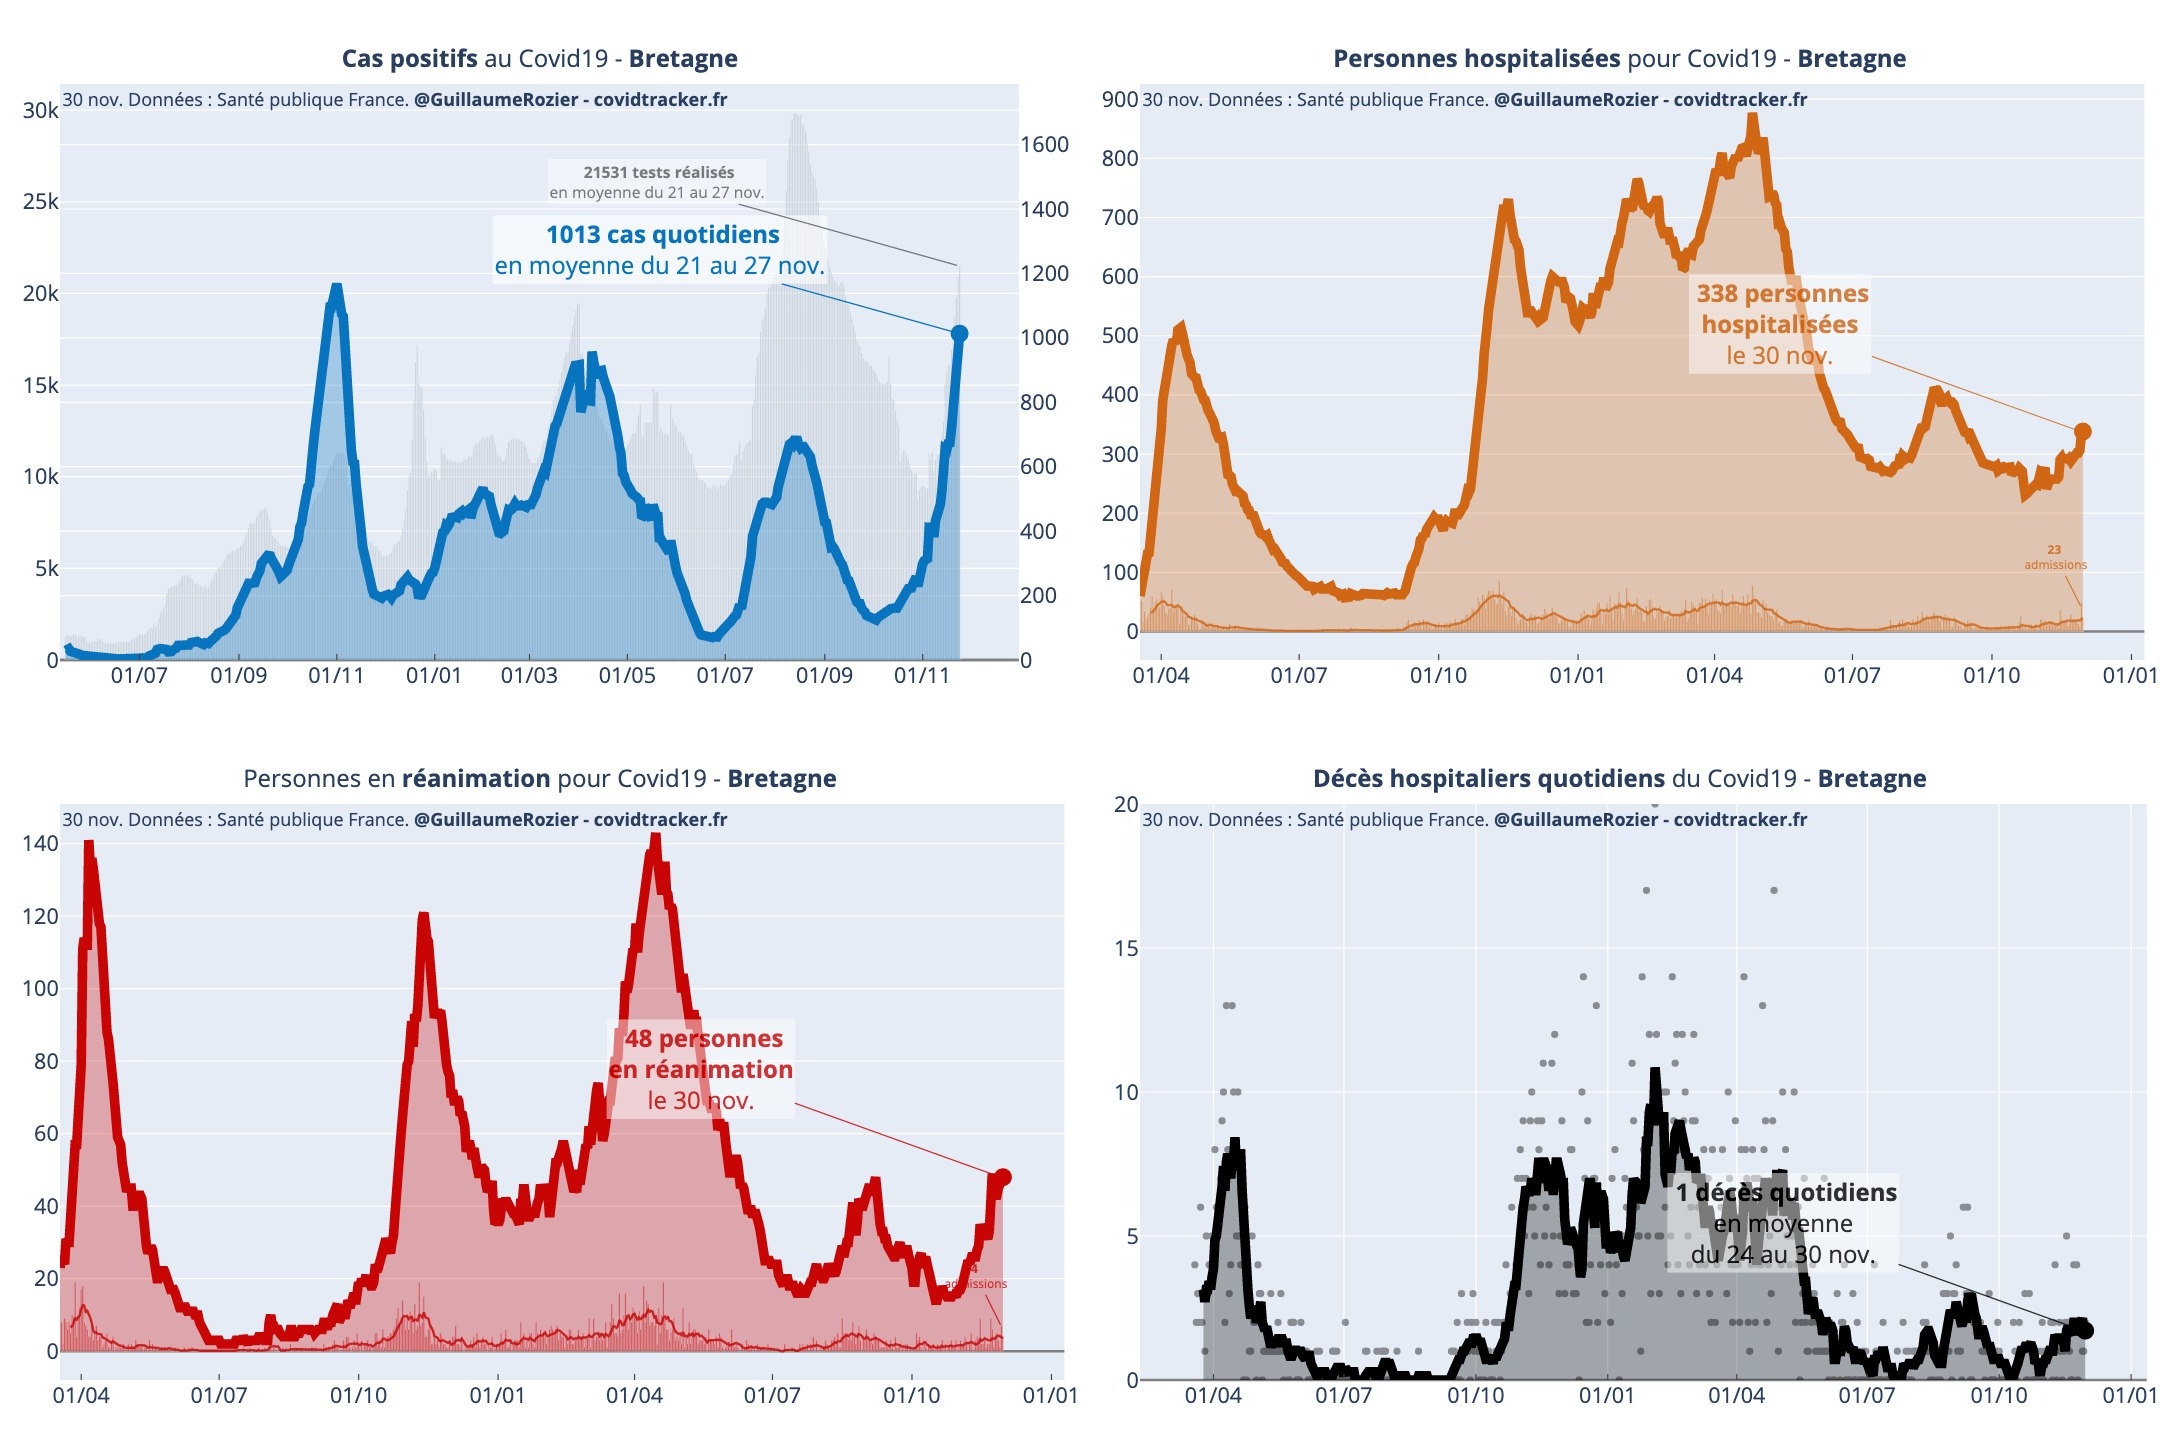 Cas positifs au Covid19 - Bretagne
30 nov. Données : Santé publique France. @GuillaumeRozier - covidtracker.fr
30k
25k
20k
15k
10k
5k
0
1600
1400
1200
1000
800
600
400
200
0
21531 tests réalisés
en moyenne du 21 au 27 nov.
1013 cas quotidiens
en moyenne du 21 au 27 nov.
01/07 01/09 01/11 01/01 01/03 01/05 01/07 01/09 01/11
Personnes hospitalisées pour Covid19 - Bretagne
30 nov. Données : Santé publique France. @GuillaumeRozier - covidtracker.fr
900
800
700
600
500
400
300
200
100
0
338 personnes
hospitalisées
le 30 nov.
23
admissions
01/04 01/07 01/10 01/01 01/04 01/07 01/10 01/01
Personnes en réanimation pour Covid19 - Bretagne
30 nov. Données : Santé publique France. @GuillaumeRozier - covidtracker.fr
140
120
100
80
60
40
20
0
48 personnes
en réanimation
le 30 nov.
4
admissions
01/04 01/07 01/10 01/01 01/04 01/07 01/10 01/01
Décès hospitaliers quotidiens du Covid19 - Bretagne
30 nov. Données : Santé publique France. @GuillaumeRozier - covidtracker.fr
20
15
10
5
0
1 décès quotidiens
en moyenne
du 24 au 30 nov.
01/04 01/07 01/10 01/01 01/04 01/07 01/10 01/01